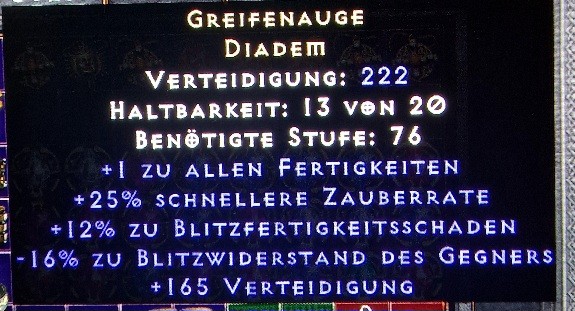 Greifenauge
Diadem
Verteidigung: 222
Haltbarkeit: 13 von 20
Benötigte Stufe: 76
+1 zu allen Fertigkeiten
+25% schnellere Zauberrate
+12% zu Blitzfertigkeitsschaden
-16% zu Blitzwiderstand des Gegners
+165 Verteidigung